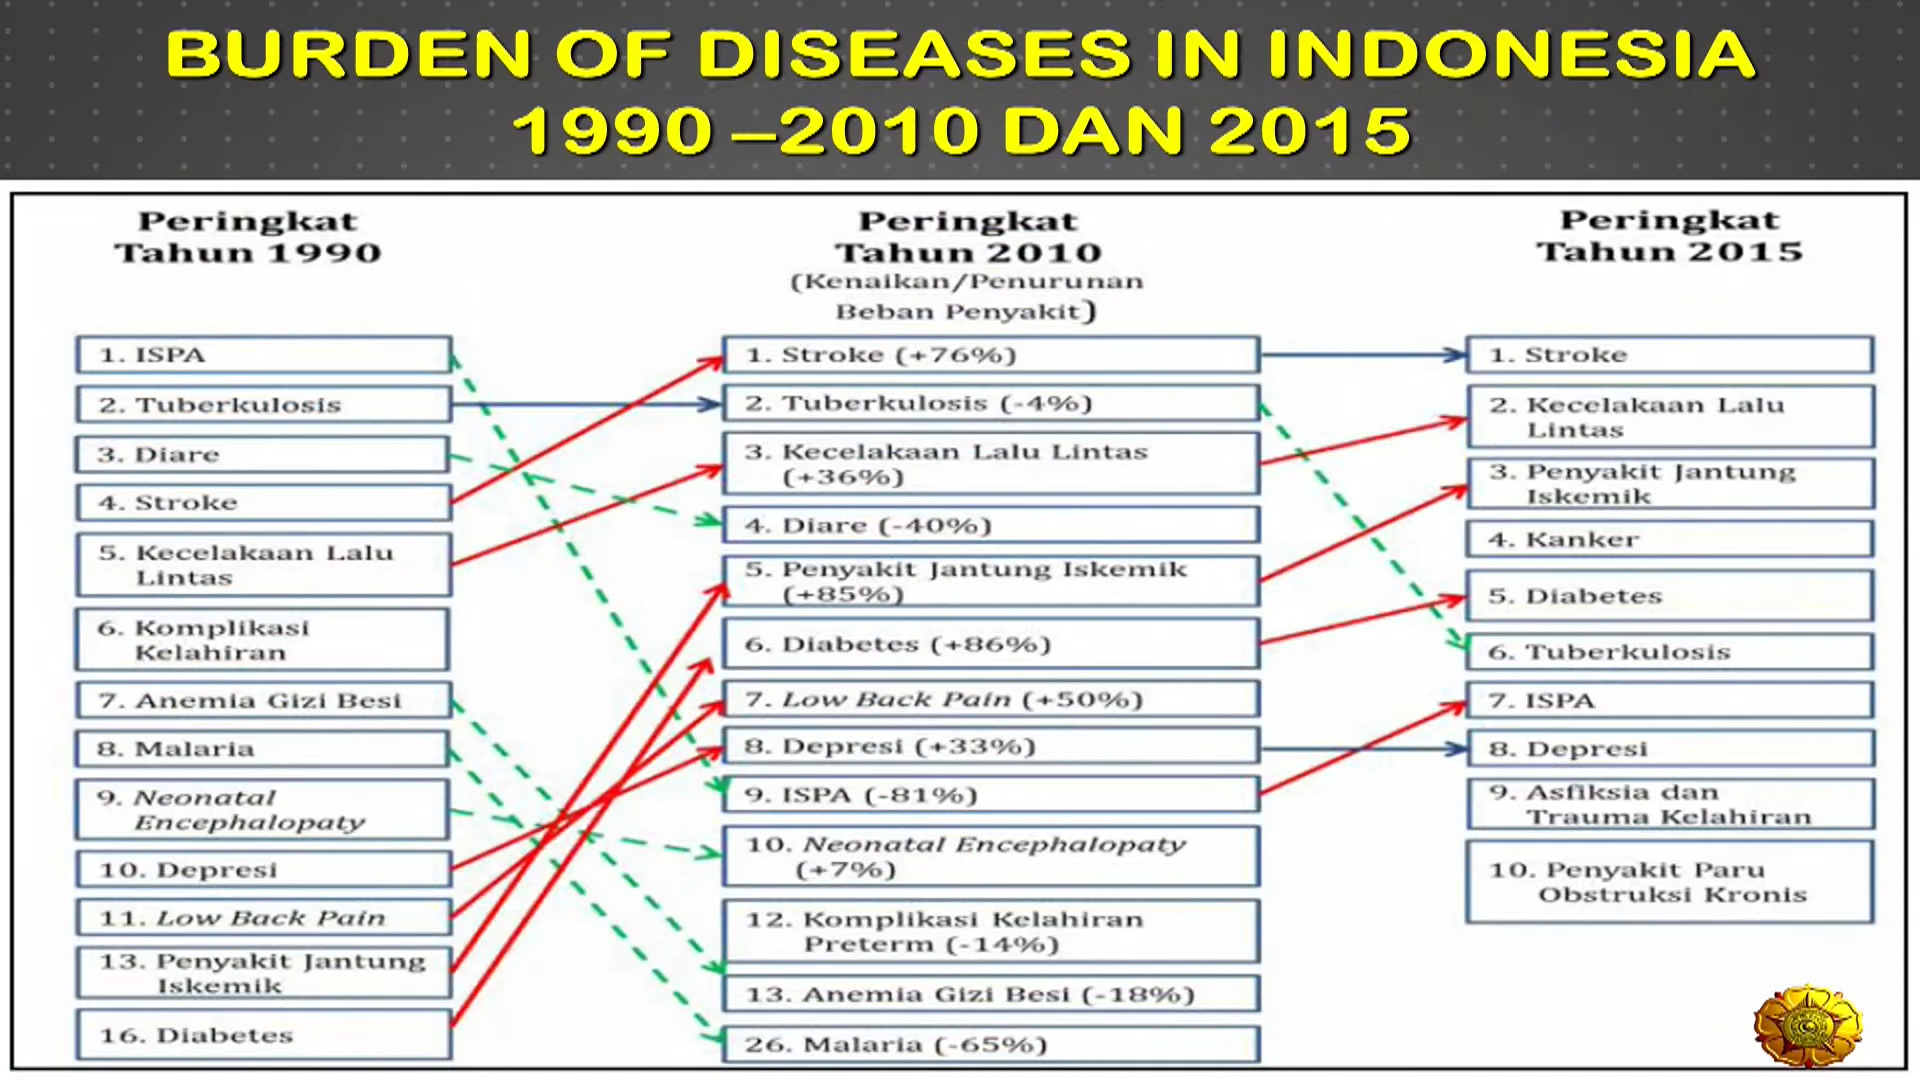 BURDEN OF DISEASES IN INDONESIA
1990 –2010 DAN 2015
Peringkat
Tahun 1990
1. ISPA
2. Tuberkulosis
3. Diare
4. Stroke
5. Kecelakaan Lalu
Lintas
6. Komplikasi
Kelahiran
7. Anemia Gizi Besi
8. Malaria
9. Neonatal
Encephalopaty
10. Depresi
11. Low Back Pain
13. Penyakit Jantung
Iskemik
16. Diabetes
Peringkat
Tahun 2010
(Kenaikan/Penurunan
Beban Penyakit)
1. Stroke (+76%)
2. Tuberkulosis (-4%)
3. Kecelakaan Lalu Lintas
(+36%)
4. Diare (-40%)
5. Penyakit Jantung Iskemik
(+85%)
6. Diabetes (+86%)
7. Low Back Pain (+50%)
8. Depresi (+33%)
9. ISPA (-81%)
10. Neonatal Encephalopaty
(+7%)
12. Komplikasi Kelahiran
Preterm (-14%)
13. Anemia Gizi Besi (-18%)
26. Malaria (-65%)
Peringkat
Tahun 2015
1. Stroke
2. Kecelakaan Lalu
Lintas
3. Penyakit Jantung
Iskemik
4. Kanker
5. Diabetes
6. Tuberkulosis
7. ISPA
8. Depresi
9. Asfiksia dan
Trauma Kelahiran
10. Penyakit Paru
Obstruksi Kronis